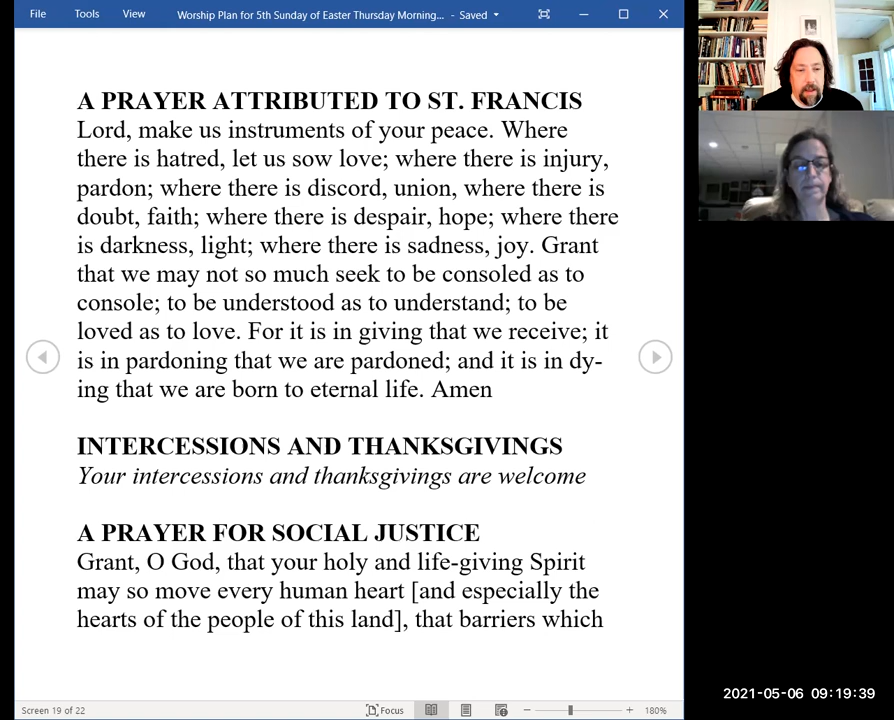 File Tools View Worship Plan for 5th Sunday of Easter Thursday Morning... - Saved
A PRAYER ATTRIBUTED TO ST. FRANCIS
Lord, make us instruments of your peace. Where
there is hatred, let us sow love; where there is injury,
pardon; where there is discord, union, where there is
doubt, faith; where there is despair, hope; where there
is darkness, light; where there is sadness, joy. Grant
that we may not so much seek to be consoled as to
console; to be understood as to understand; to be
loved as to love. For it is in giving that we receive; it
is in pardoning that we are pardoned; and it is in dy-
ing that we are born to eternal life. Amen
INTERCESSIONS AND THANKSGIVINGS
Your intercessions and thanksgivings are welcome
A PRAYER FOR SOCIAL JUSTICE
Grant, O God, that your holy and life-giving Spirit
may so move every human heart [and especially the
hearts of the people of this land], that barriers which
2021-05-06 09:19:39
Screen 19 of 22 Focus 180%